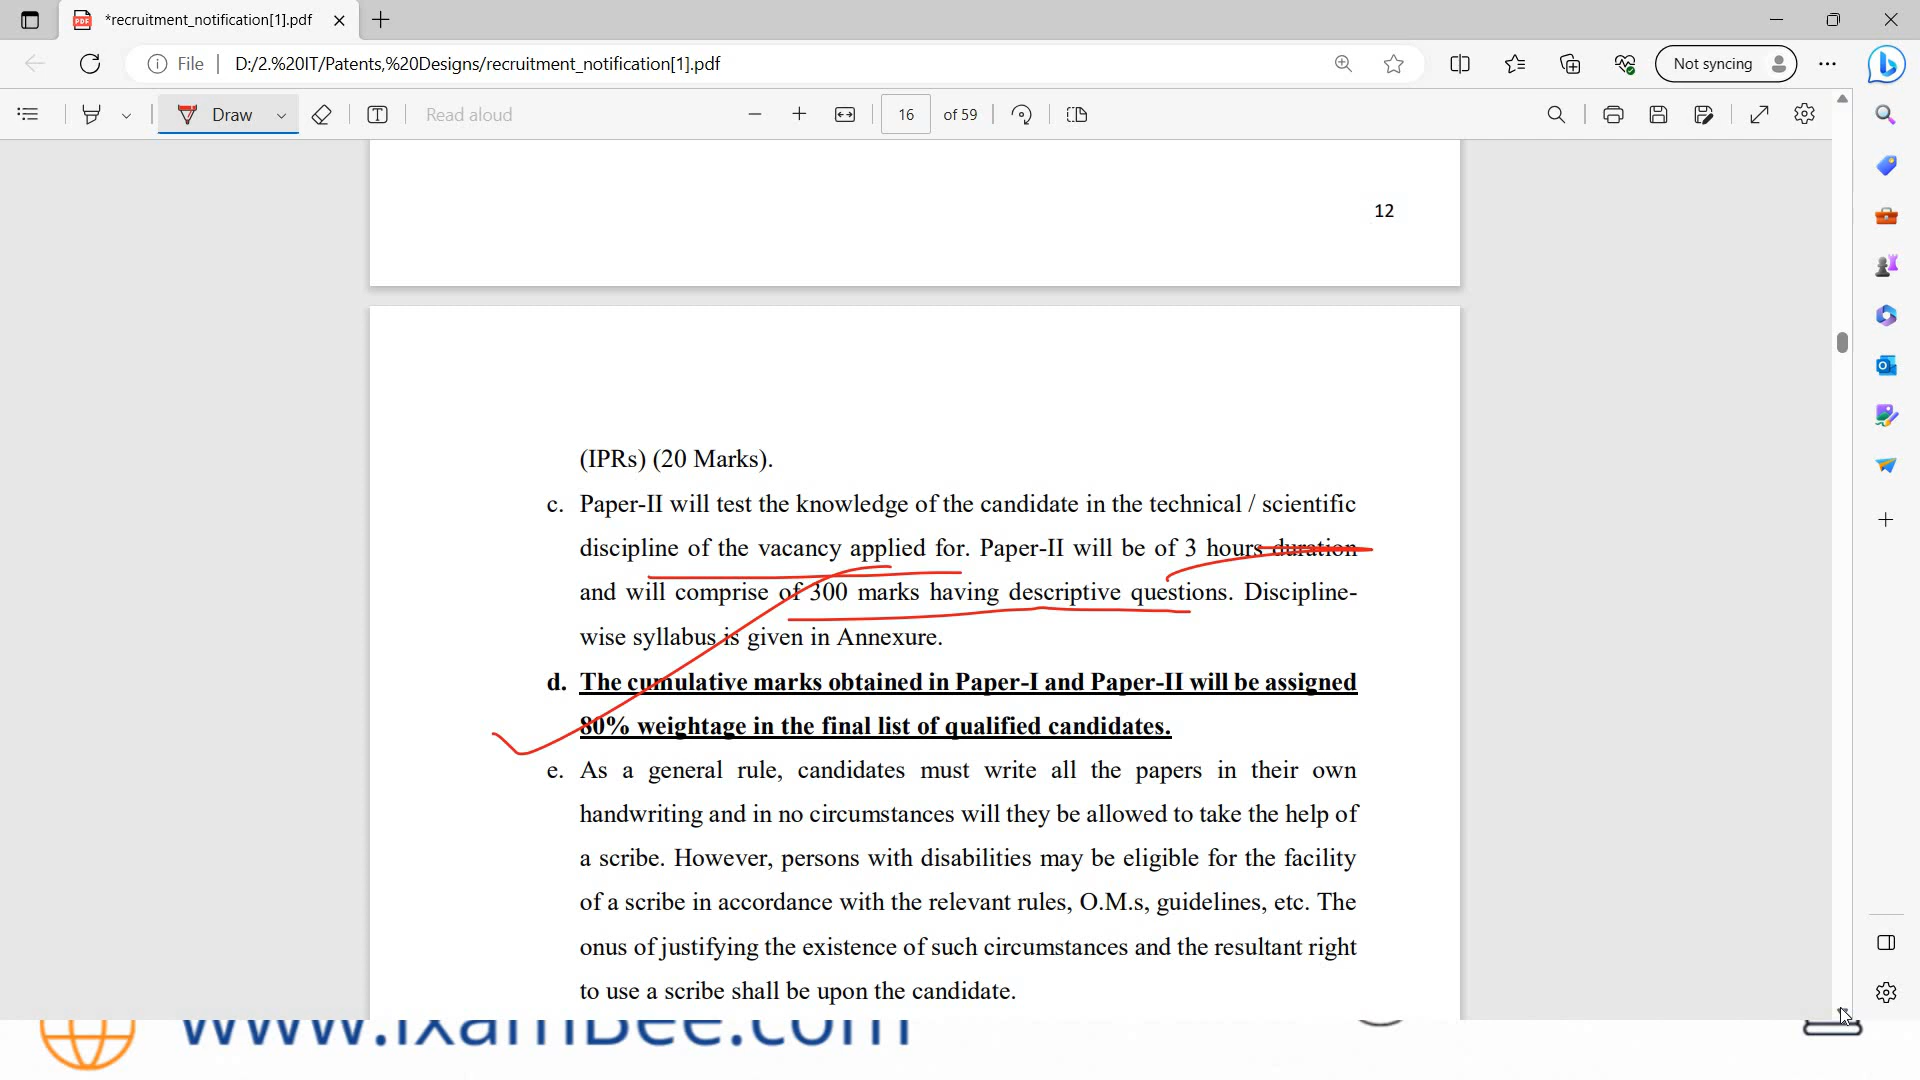 *recruitment_notification[1].pdf
File
D:/2.%20IT/Patents,%20Designs/recruitment_notification[1].pdf
Not syncing
Draw
Read aloud
16 of 59
12
(IPRs) (20 Marks).
c. Paper-II will test the knowledge of the candidate in the technical / scientific
discipline of the vacancy applied for. Paper-II will be of 3 hours duration
and will comprise of 300 marks having descriptive questions. Discipline-
wise syllabus is given in Annexure.
d. The cumulative marks obtained in Paper-I and Paper-II will be assigned
80% weightage in the final list of qualified candidates.
e. As a general rule, candidates must write all the papers in their own
handwriting and in no circumstances will they be allowed to take the help of
a scribe. However, persons with disabilities may be eligible for the facility
of a scribe in accordance with the relevant rules, O.M.s, guidelines, etc. The
onus of justifying the existence of such circumstances and the resultant right
to use a scribe shall be upon the candidate.
www.ixamBee.com